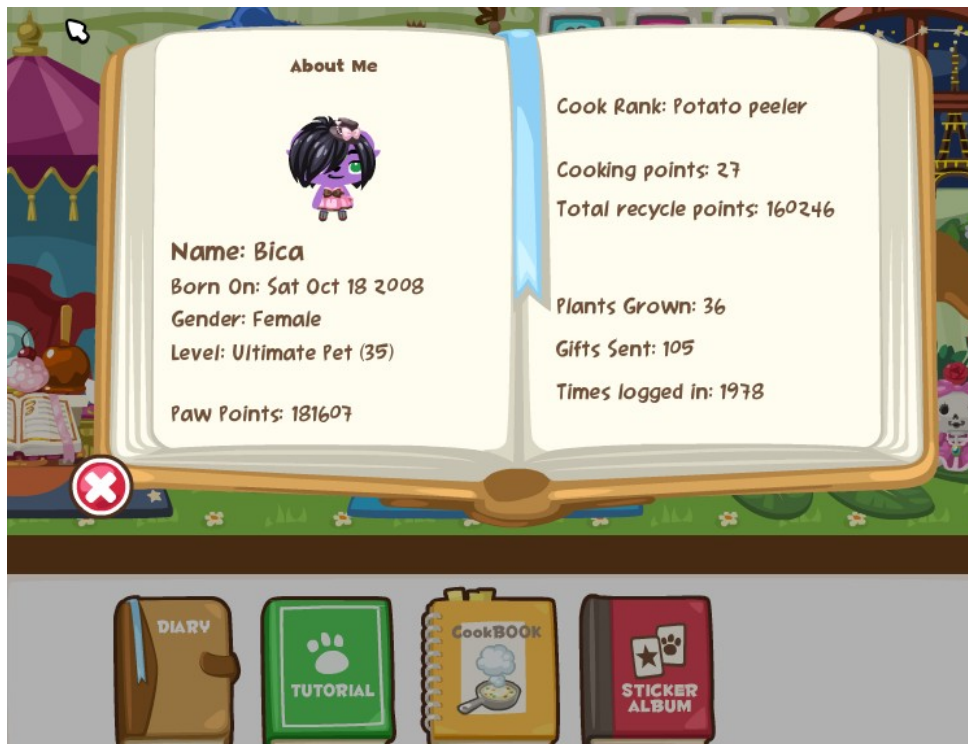 About Me
Name: Bica
Born On: Sat Oct 18 2008
Gender: Female
Level: Ultimate Pet (35)
Paw Points: 181607
Cook Rank: Potato peeler
Cooking points: 27
Total recycle points: 160246
Plants Grown: 36
Gifts Sent: 105
Times logged in: 1978
DIARY
TUTORIAL
CookBOOK
STICKER
ALBUM